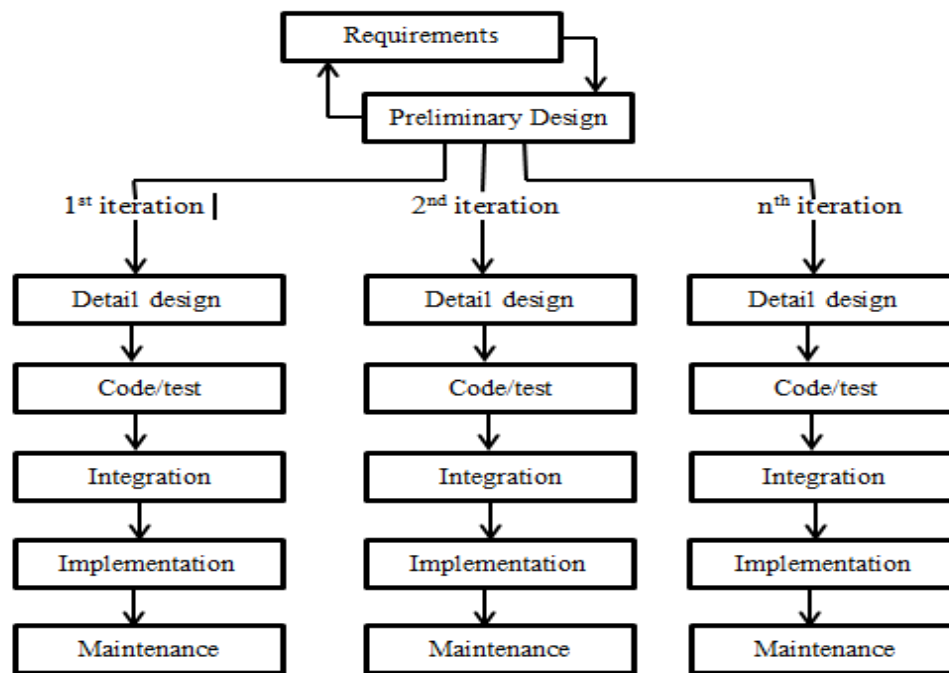 Requirements
Preliminary Design
1st iteration
2nd iteration
nth iteration
Detail design
Detail design
Detail design
Code/test
Code/test
Code/test
Integration
Integration
Integration
Implementation
Implementation
Implementation
Maintenance
Maintenance
Maintenance